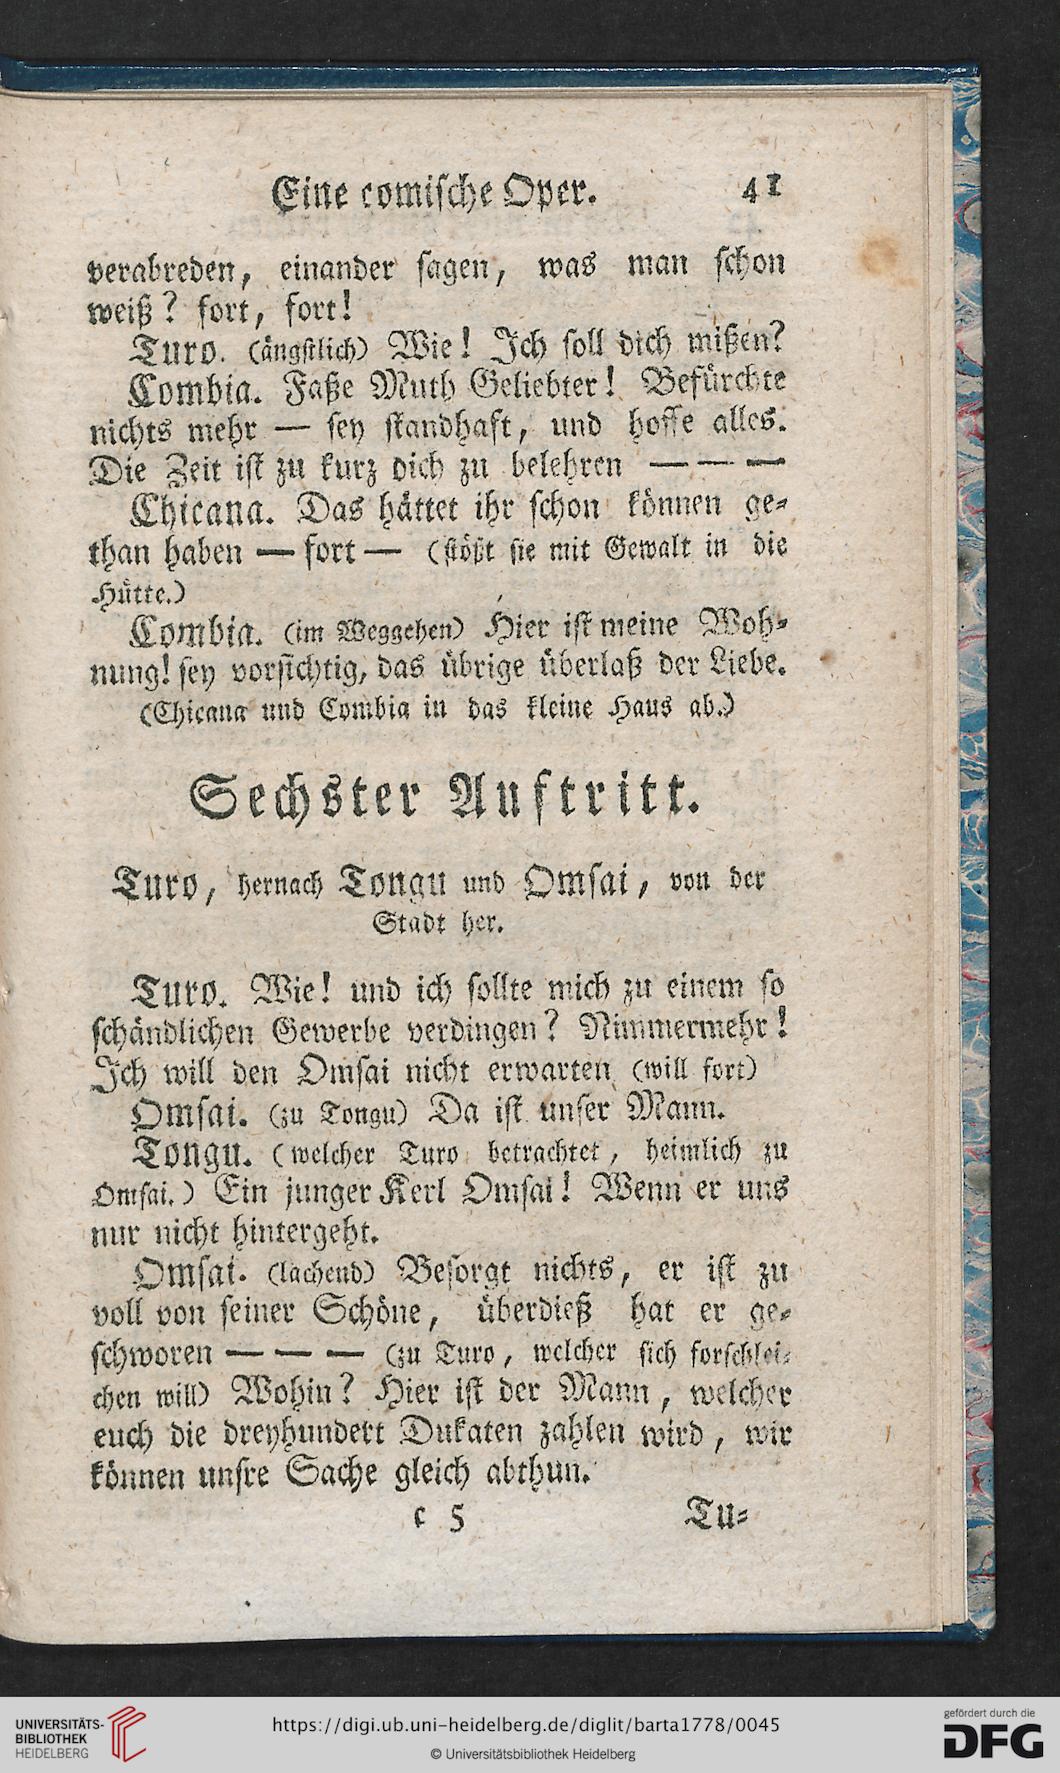 Eine comische Oper. 41
verabreden, einander sagen, was man schon
weiß? fort, fort!
Turo. (ängstlich) Wie! Ich soll dich mißen?
Combia. Faße Muth Geliebter! Befürchte
nichts mehr — sey standhaft, und hoffe alles.
Die Zeit ist zu kurz dich zu belehren — — —
Chicana. Das hättet ihr schon können ge-
than haben — fort — (stößt sie mit Gewalt in die
Hütte.)
Combia. (im Weggehen) Hier ist meine Woh-
nung! sey vorsichtig, das übrige überlaß der Liebe.
(Chicana und Combia in das kleine Haus ab.)
Sechster Auftritt.
Turo, hernach Tongu und Omsai, von der
Stadt her.
Turo. Wie! und ich sollte mich zu einem so
schändlichen Gewerbe verdingen? Nimmermehr!
Ich will den Omsai nicht erwarten (will fort)
Omsai. (zu Tongu) Da ist unser Mann.
Tongu. (welcher Turo betrachtet, heimlich zu
Omsai.) Ein junger Kerl Omsai! Wenn er uns
nur nicht hintergeht.
Omsai. (lachend) Besorgt nichts, er ist zu
voll von seiner Schöne, überdieß hat er ge-
schworen — — — (zu Turo, welcher sich forschlei-
chen will) Wohin? Hier ist der Mann, welcher
euch die dreyhundert Dukaten zahlen wird, wir
können unsre Sache gleich abthun.
c 5 Tu-
UNIVERSITÄTS-
BIBLIOTHEK
HEIDELBERG
https://digi.ub.uni-heidelberg.de/diglit/barta1778/0045
© Universitätsbibliothek Heidelberg
gefördert durch die
DFG